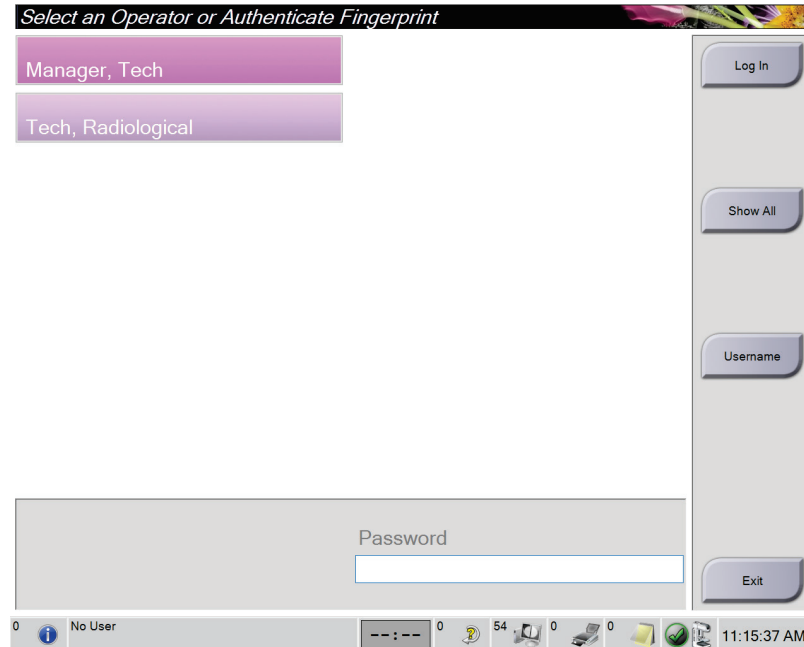 Select an Operator or Authenticate Fingerprint
Manager, Tech
Log In
Tech, Radiological
Show All
Username
Password
Exit
0 No User --:-- 0 54 0 0 11:15:37 AM